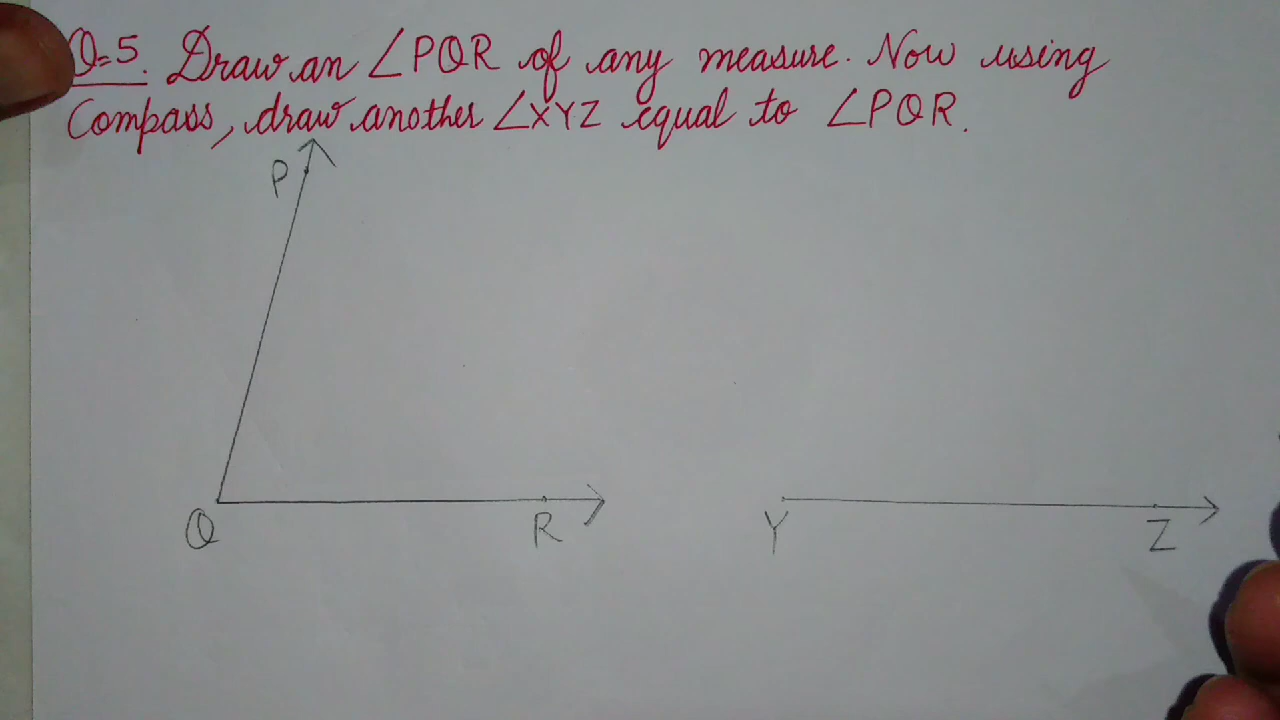 Q=5. Draw an ∠PQR of any measure. Now using
Compass, draw another ∠XYZ equal to ∠PQR.
P
Q R Y Z